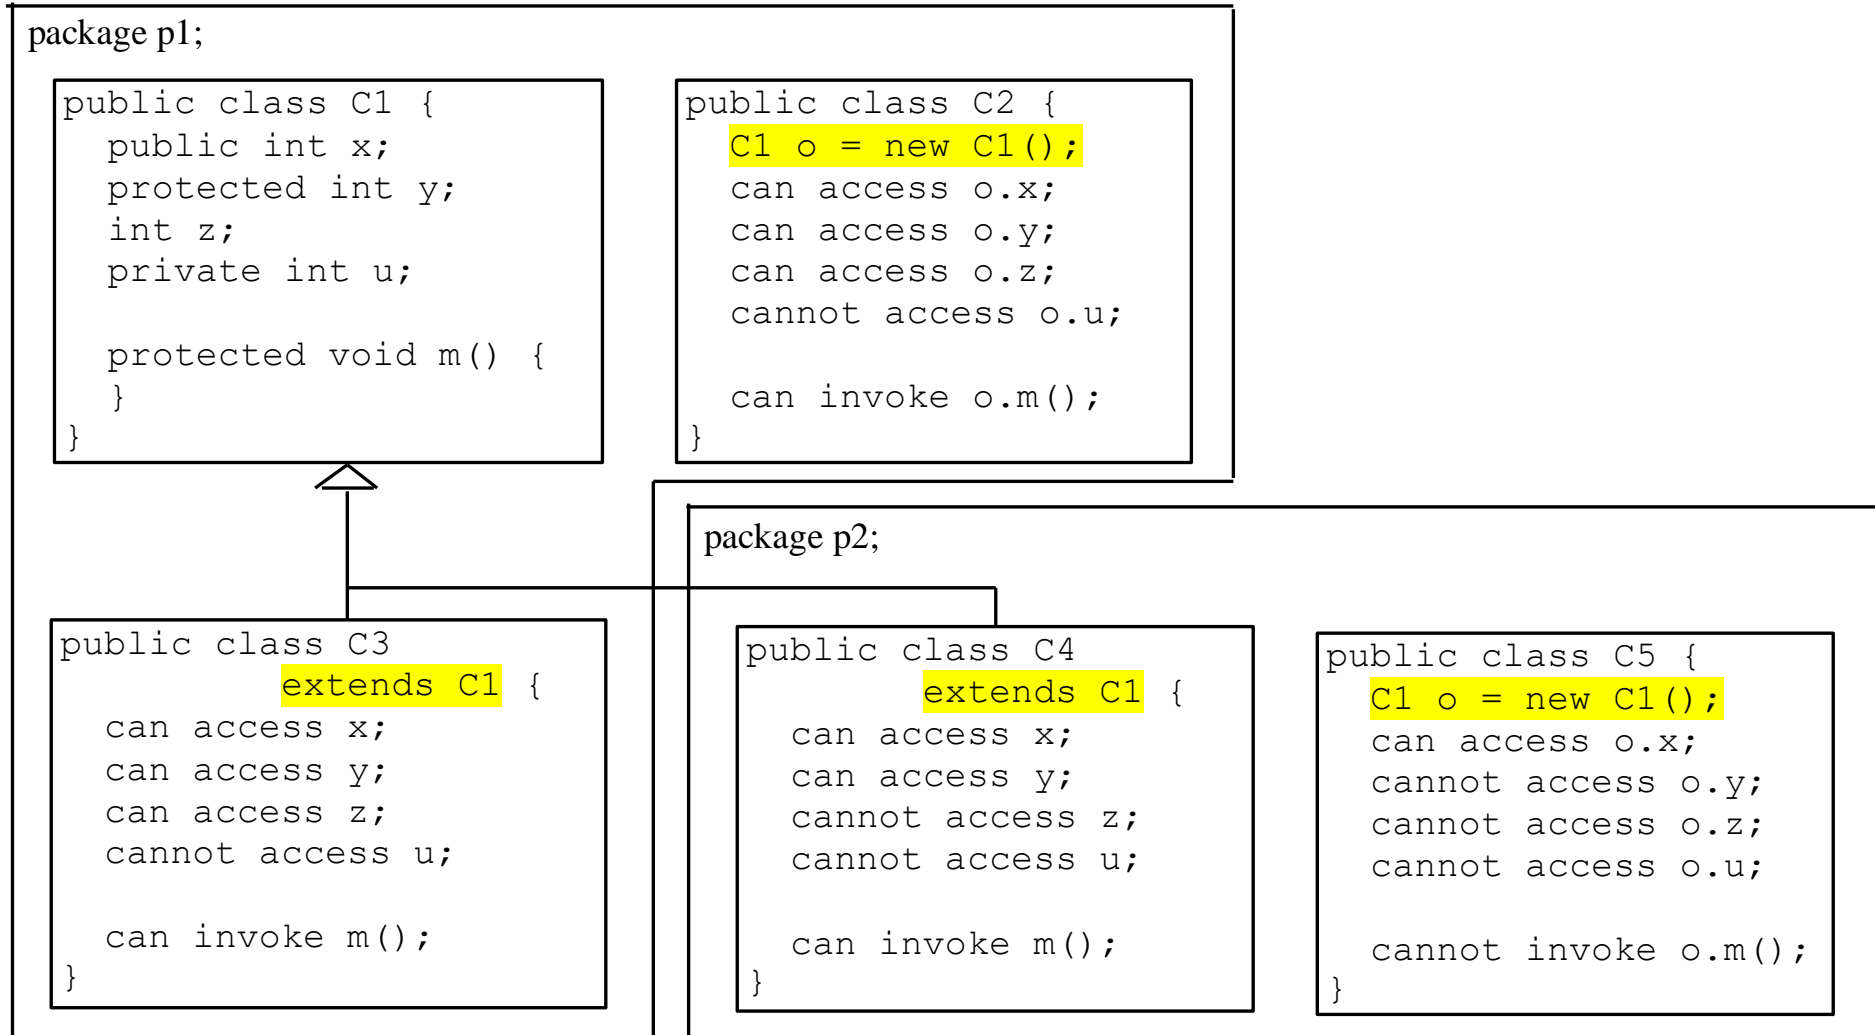 package p1;
public class C1 {
public int x;
protected int y;
int z;
private int u;
protected void m() {
}
}
public class C2 {
C1 o = new C1();
can access o.x;
can access o.y;
can access o.z;
cannot access o.u;
can invoke o.m();
}
public class C3
extends C1 {
can access x;
can access y;
can access z;
cannot access u;
can invoke m();
}
package p2;
public class C4
extends C1 {
can access x;
can access y;
cannot access z;
cannot access u;
can invoke m();
}
public class C5 {
C1 o = new C1();
can access o.x;
cannot access o.y;
cannot access o.z;
cannot access o.u;
cannot invoke o.m();
}